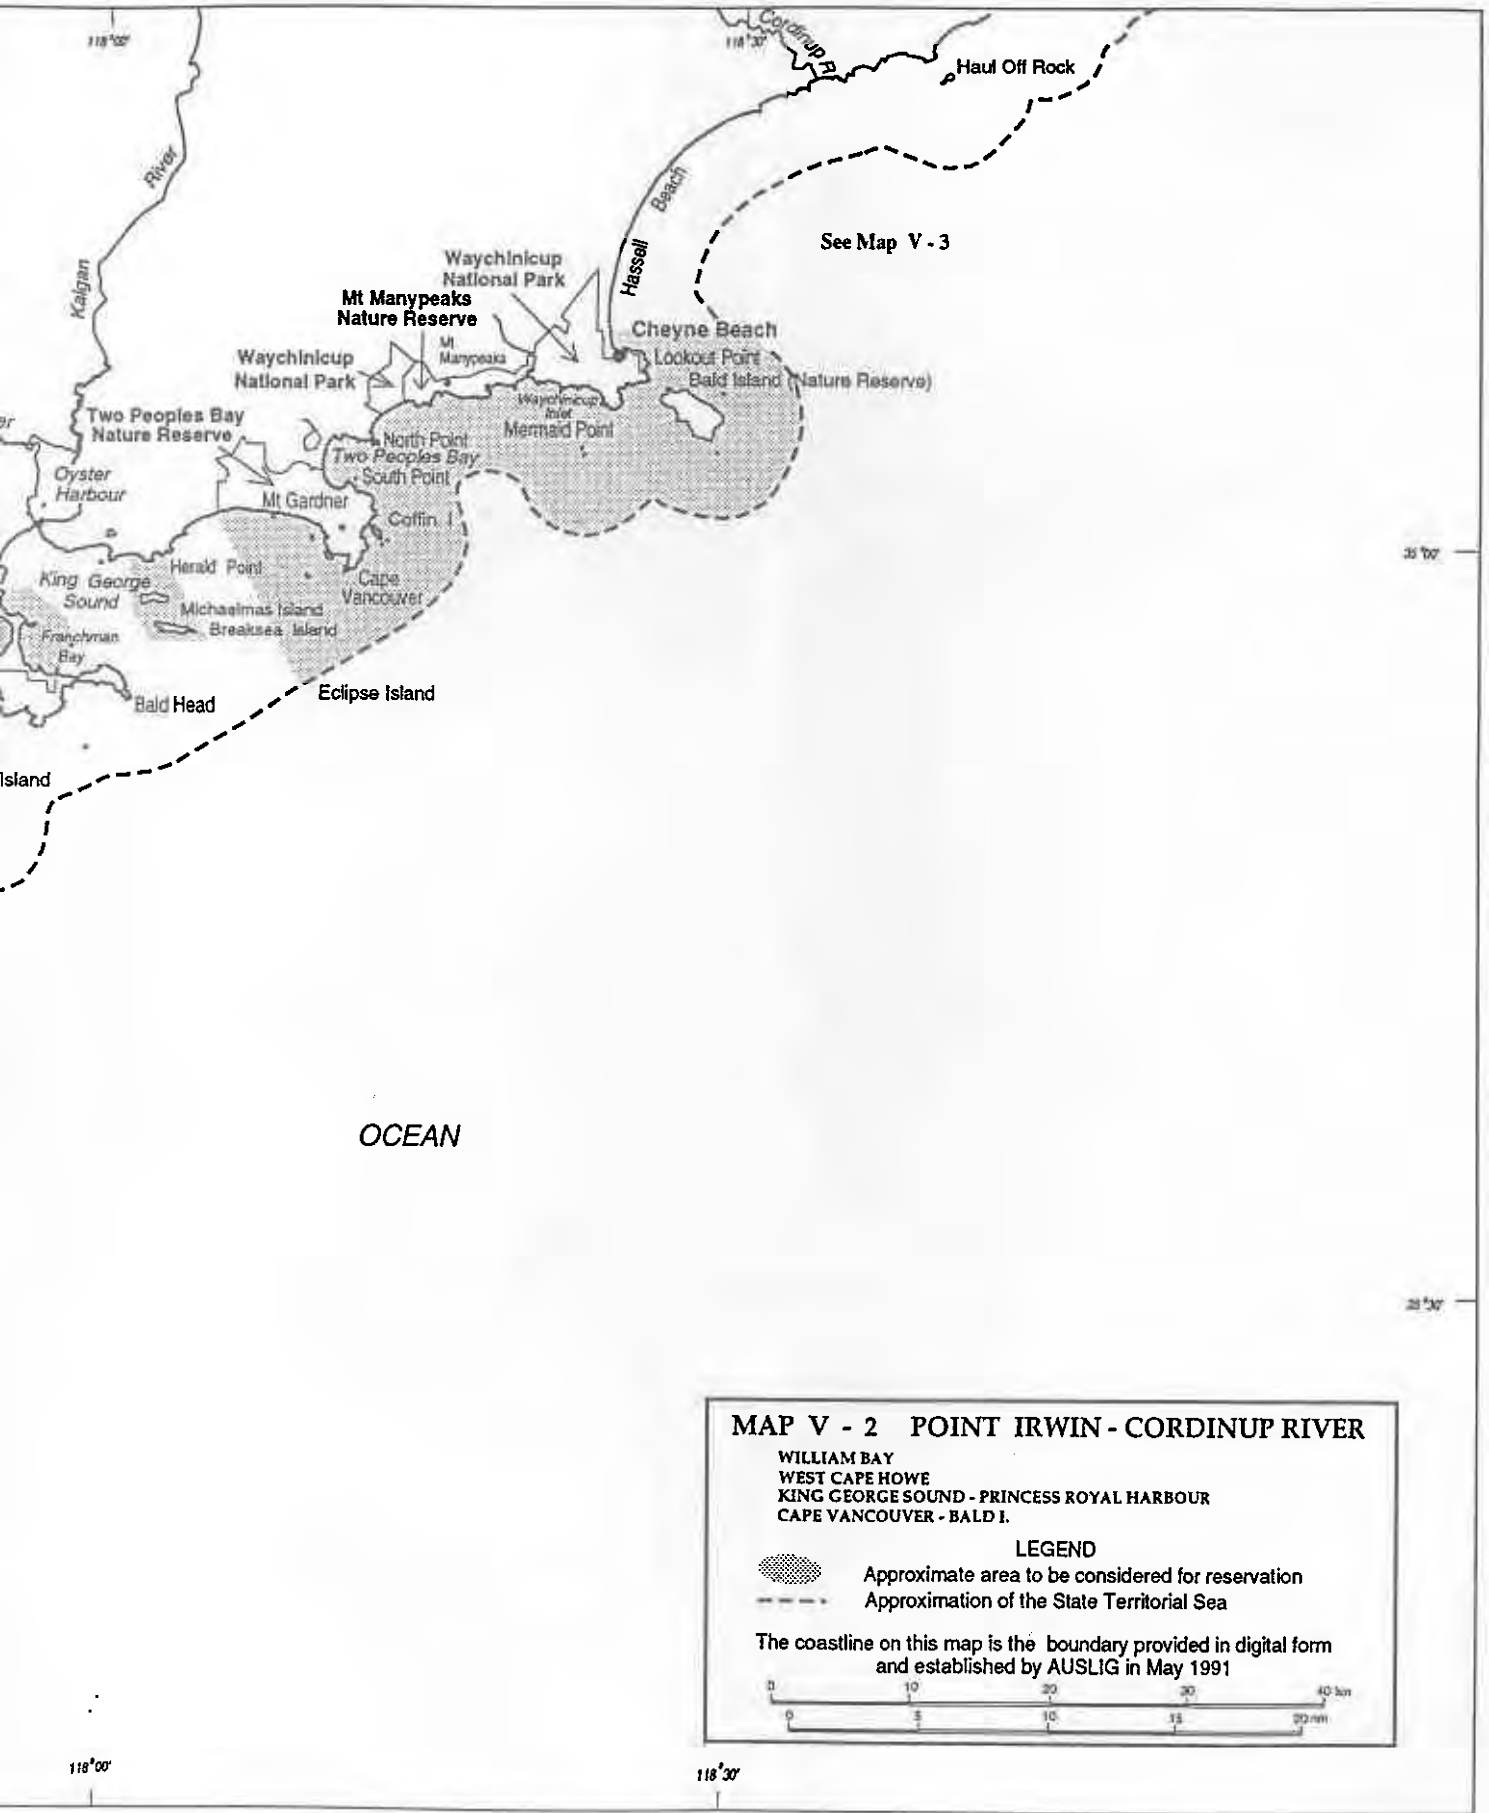 118°00'
118°30'
Cordinup R
Haul Off Rock
River
Beach
See Map V - 3
Hassell
Kalgan
Waychinicup
National Park
Mt Manypeaks
Nature Reserve
Cheyne Beach
Mt
Manypeaks
Waychinicup
National Park
Lookout Point
Bald Island (Nature Reserve)
Waychinicup
Inlet
Two Peoples Bay
Nature Reserve
er
Mermaid Point
North Point
Two Peoples Bay
South Point
Oyster
Harbour
Mt Gardner
Coffin I
35°00'
Herald Point
King George
Sound
Cape
Vancouver
Michaelmas Island
Breaksea Island
Frenchman
Bay
Eclipse Island
Bald Head
Island
OCEAN
35°30'
MAP V - 2 POINT IRWIN - CORDINUP RIVER
WILLIAM BAY
WEST CAPE HOWE
KING GEORGE SOUND - PRINCESS ROYAL HARBOUR
CAPE VANCOUVER - BALD I.
LEGEND
Approximate area to be considered for reservation
Approximation of the State Territorial Sea
The coastline on this map is the boundary provided in digital form
and established by AUSLIG in May 1991
0 10 20 30 40 km
0 5 10 15 20 nm
118°00'
118°30'